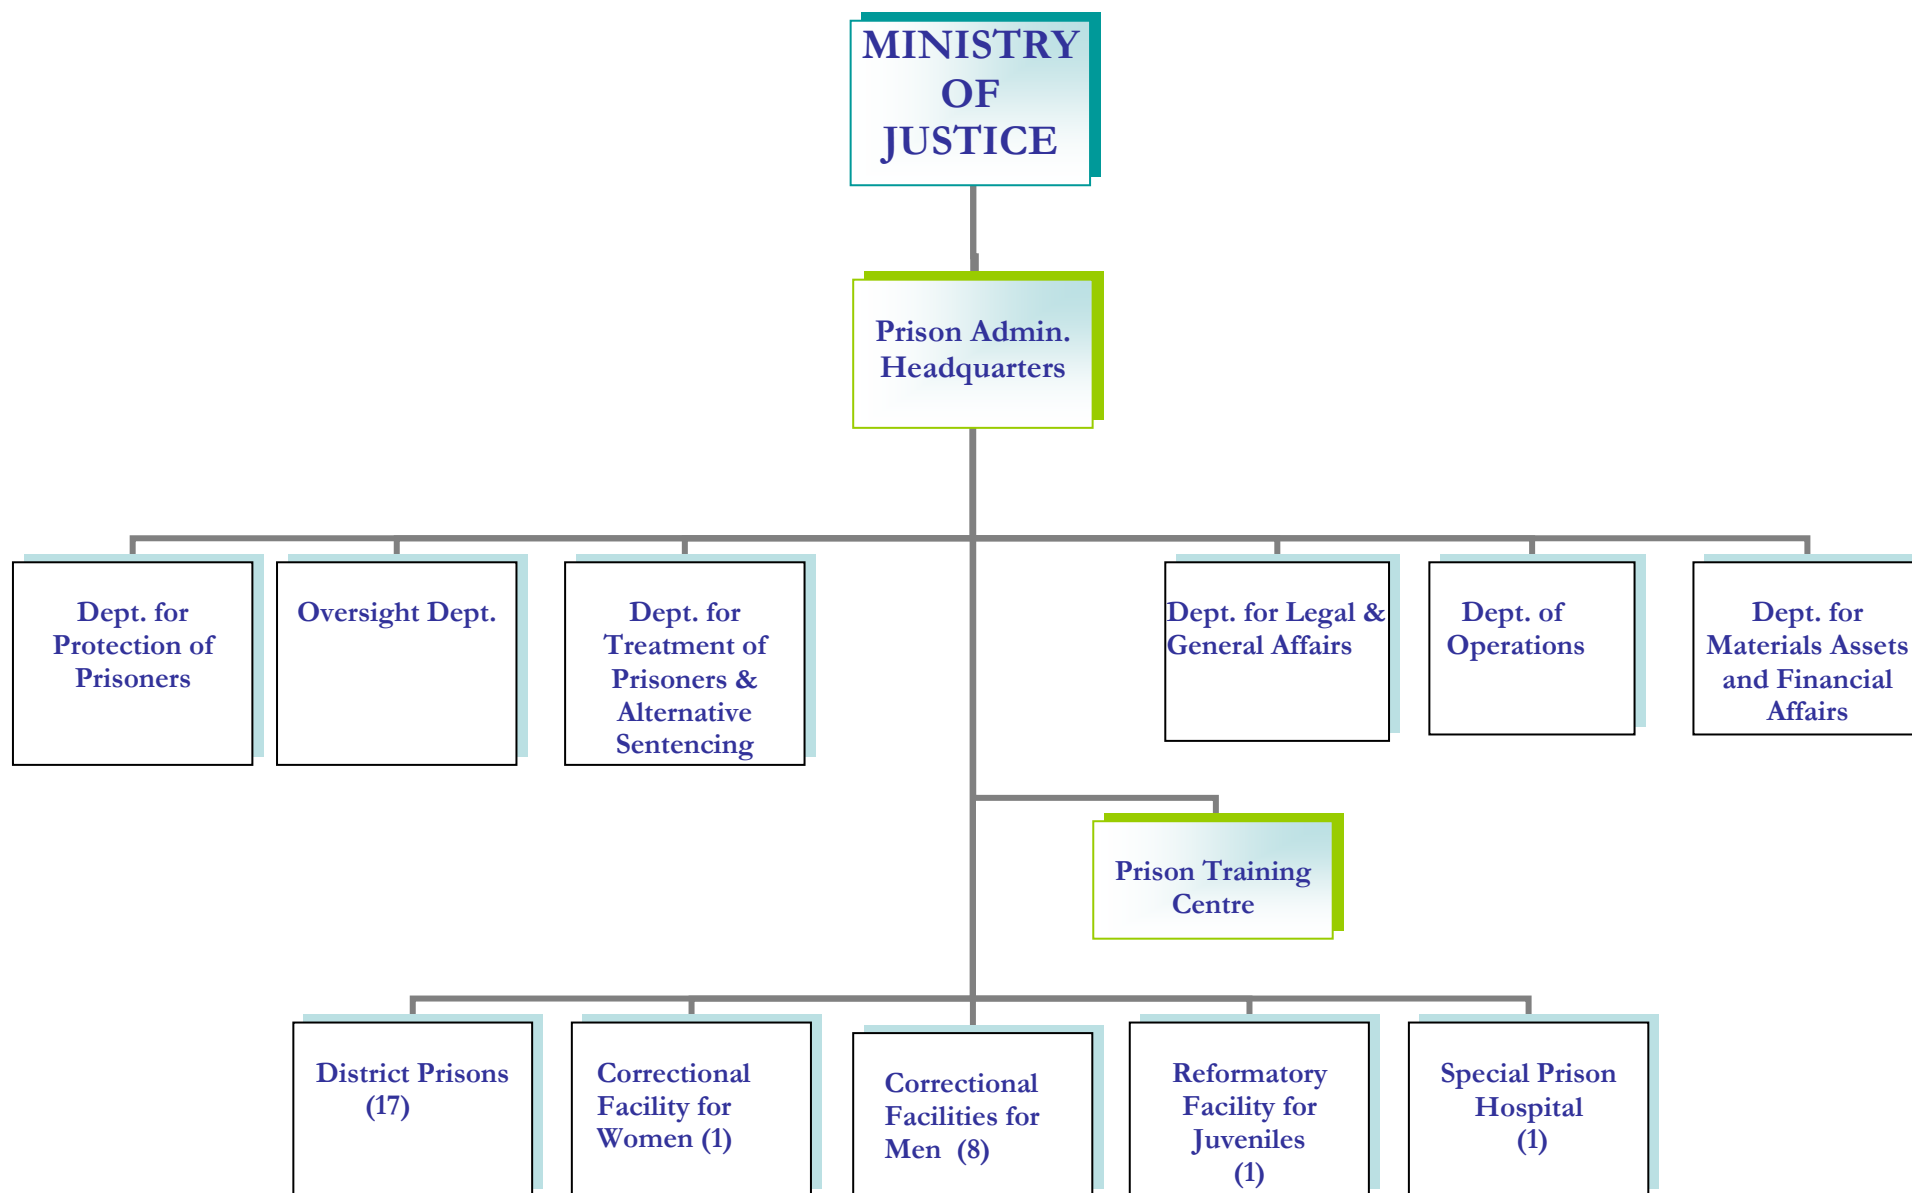 MINISTRY
OF
JUSTICE
Prison Admin.
Headquarters
Dept. for
Protection of
Prisoners
Oversight Dept.
Dept. for
Treatment of
Prisoners &
Alternative
Sentencing
Dept. for Legal &
General Affairs
Dept. of
Operations
Dept. for
Materials Assets
and Financial
Affairs
Prison Training
Centre
District Prisons
(17)
Correctional
Facility for
Women (1)
Correctional
Facilities for
Men (8)
Reformatory
Facility for
Juveniles
(1)
Special Prison
Hospital
(1)